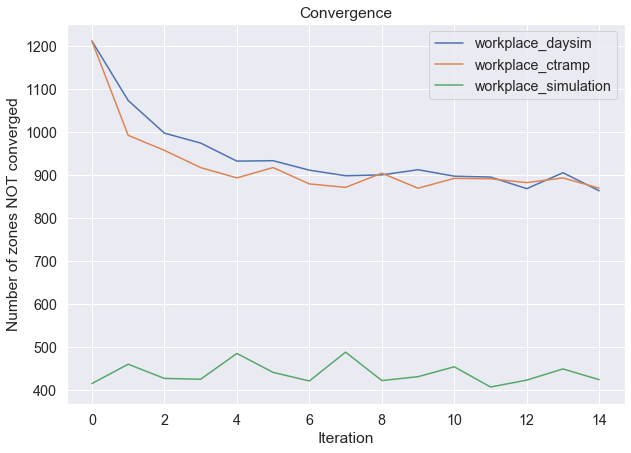 Convergence
workplace_daysim
workplace_ctramp
workplace_simulation
Number of zones NOT converged
1200
1100
1000
900
800
700
600
500
400
0 2 4 6 8 10 12 14
Iteration